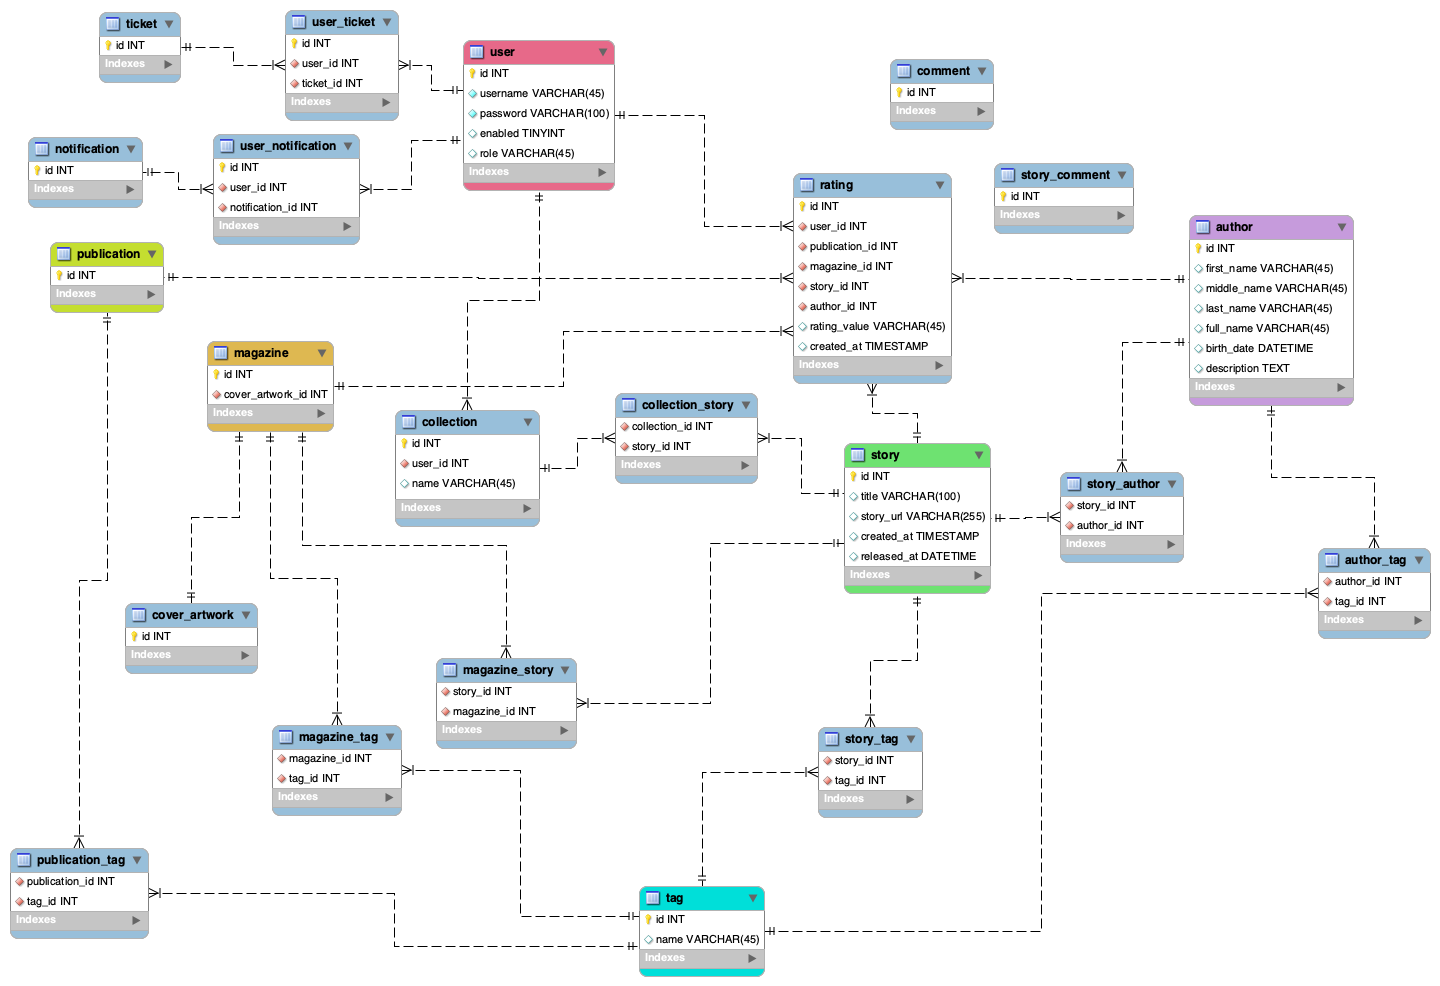 ticket
id INT
Indexes
user_ticket
id INT
user_id INT
ticket_id INT
Indexes
user
id INT
username VARCHAR(45)
password VARCHAR(100)
enabled TINYINT
role VARCHAR(45)
Indexes
comment
id INT
Indexes
notification
id INT
Indexes
user_notification
id INT
user_id INT
notification_id INT
Indexes
rating
id INT
user_id INT
publication_id INT
magazine_id INT
story_id INT
author_id INT
rating_value VARCHAR(45)
created_at TIMESTAMP
Indexes
story_comment
id INT
Indexes
author
id INT
first_name VARCHAR(45)
middle_name VARCHAR(45)
last_name VARCHAR(45)
full_name VARCHAR(45)
birth_date DATETIME
description TEXT
Indexes
publication
id INT
Indexes
magazine
id INT
cover_artwork_id INT
Indexes
collection
id INT
user_id INT
name VARCHAR(45)
Indexes
collection_story
collection_id INT
story_id INT
Indexes
story
id INT
title VARCHAR(100)
story_url VARCHAR(255)
created_at TIMESTAMP
released_at DATETIME
Indexes
story_author
story_id INT
author_id INT
Indexes
author_tag
author_id INT
tag_id INT
Indexes
cover_artwork
id INT
Indexes
magazine_story
story_id INT
magazine_id INT
Indexes
magazine_tag
magazine_id INT
tag_id INT
Indexes
story_tag
story_id INT
tag_id INT
Indexes
publication_tag
publication_id INT
tag_id INT
Indexes
tag
id INT
name VARCHAR(45)
Indexes